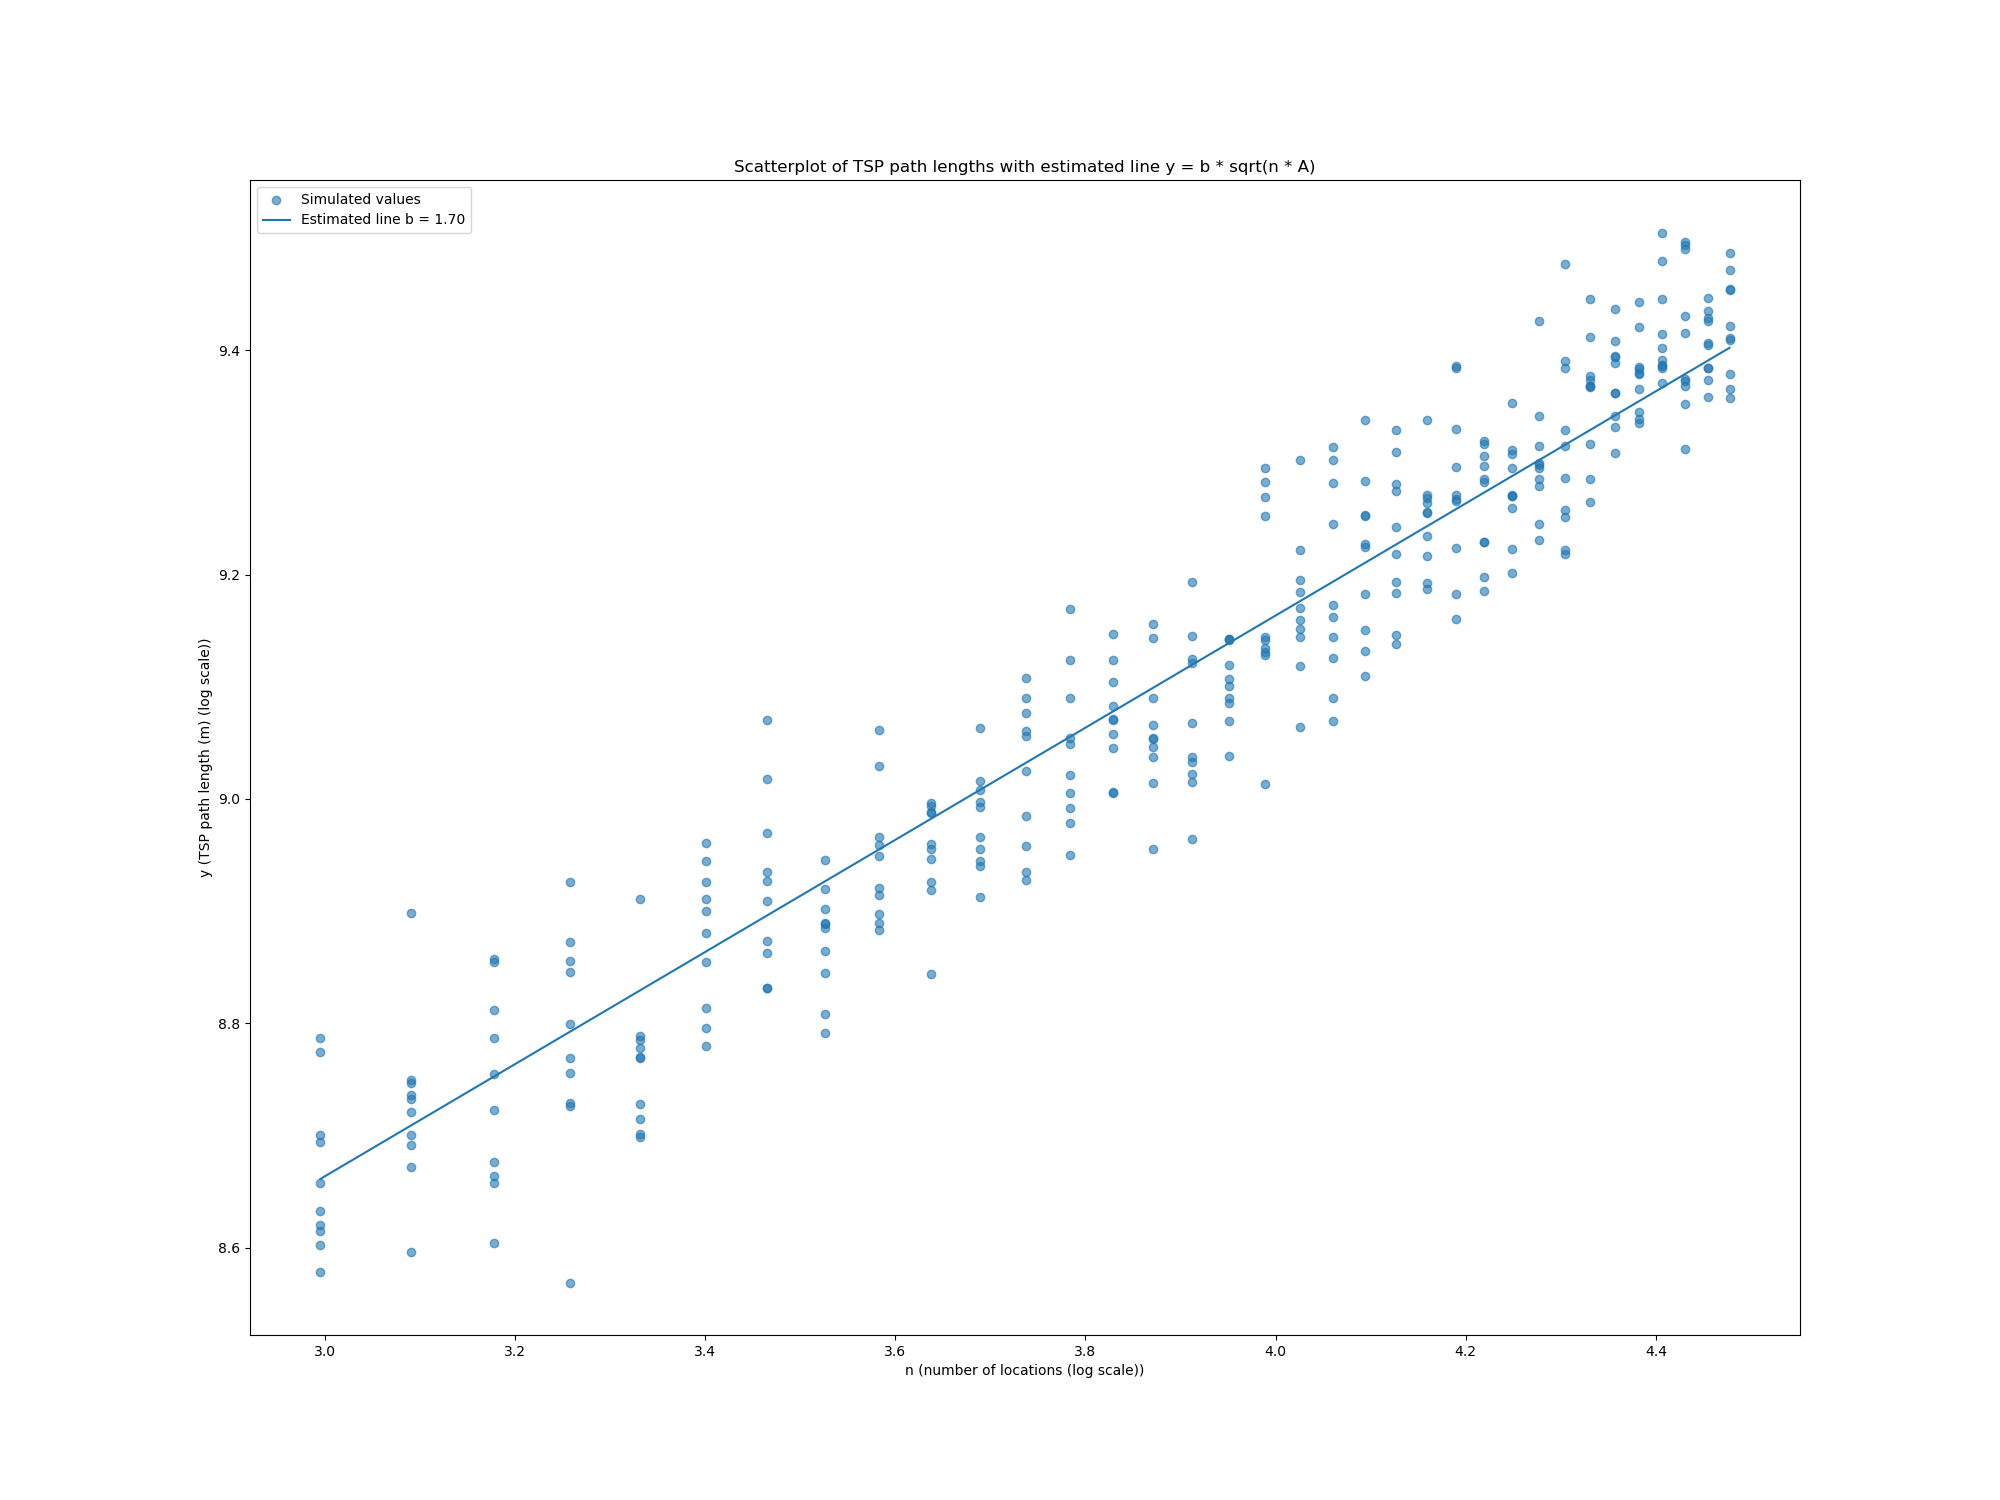 Scatterplot of TSP path lengths with estimated line y = b * sqrt(n * A)
Simulated values
Estimated line b = 1.70
9.4
9.2
9.0
8.8
8.6
y (TSP path length (m) (log scale))
3.0 3.2 3.4 3.6 3.8 4.0 4.2 4.4
n (number of locations (log scale))